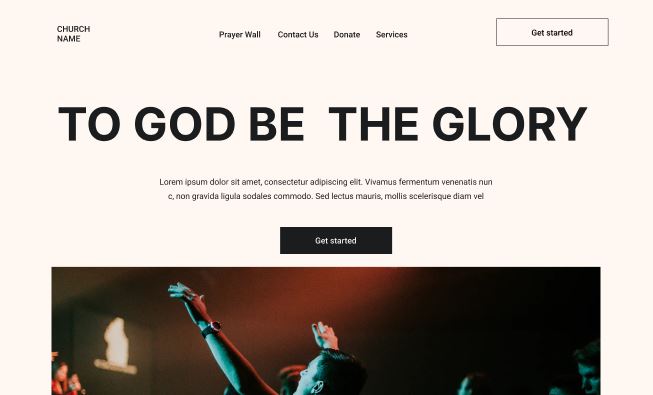 CHURCH
NAME
Prayer Wall Contact Us Donate Services
Get started
TO GOD BE THE GLORY
Lorem ipsum dolor sit amet, consectetur adipiscing elit. Vivamus fermentum venenatis nun
c, non gravida ligula sodales commodo. Sed lectus mauris, mollis scelerisque diam vel
Get started